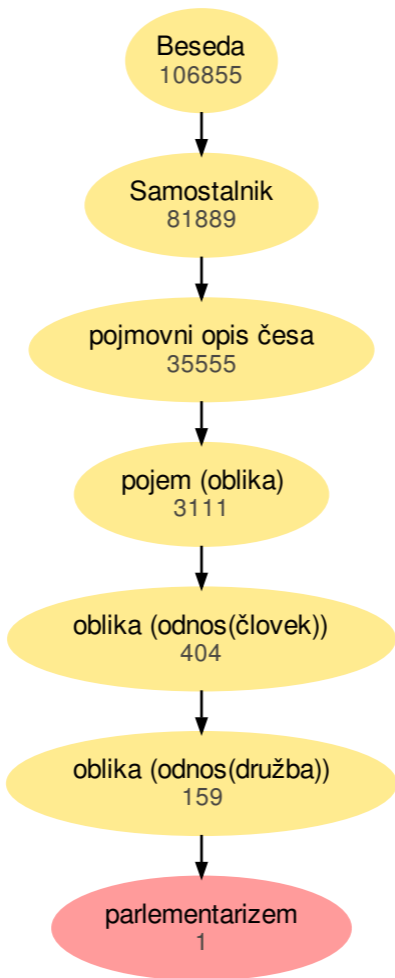 Beseda
106855
Samostalnik
81889
pojmovni opis česa
35555
pojem (oblika)
3111
oblika (odnos(človek))
404
oblika (odnos(družba))
159
parlementarizem
1